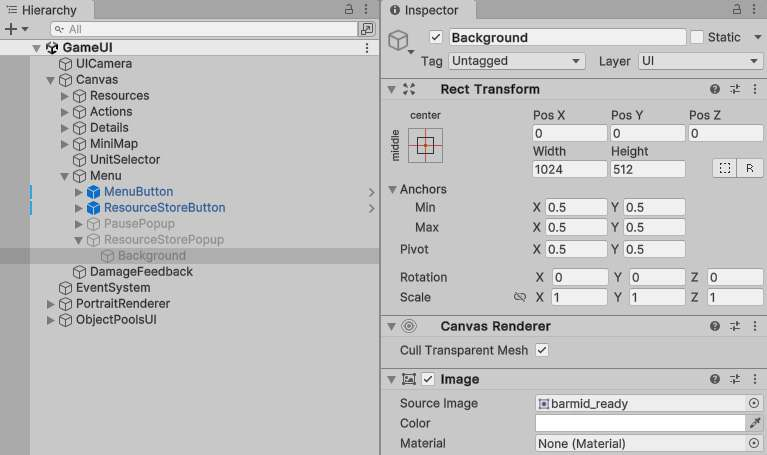 Hierarchy
All
GameUI
UICamera
Canvas
Resources
Actions
Details
MiniMap
UnitSelector
Menu
MenuButton
ResourceStoreButton
PausePopup
ResourceStorePopup
Background
DamageFeedback
EventSystem
PortraitRenderer
ObjectPoolsUI
Inspector
Background Static
Tag Untagged Layer UI
Rect Transform
center Pos X Pos Y Pos Z
middle 0 0 0
Width Height
1024 512 R
Anchors
Min X 0.5 Y 0.5
Max X 0.5 Y 0.5
Pivot X 0.5 Y 0.5
Rotation X 0 Y 0 Z 0
Scale X 1 Y 1 Z 1
Canvas Renderer
Cull Transparent Mesh
Image
Source Image barmid_ready
Color
Material None (Material)